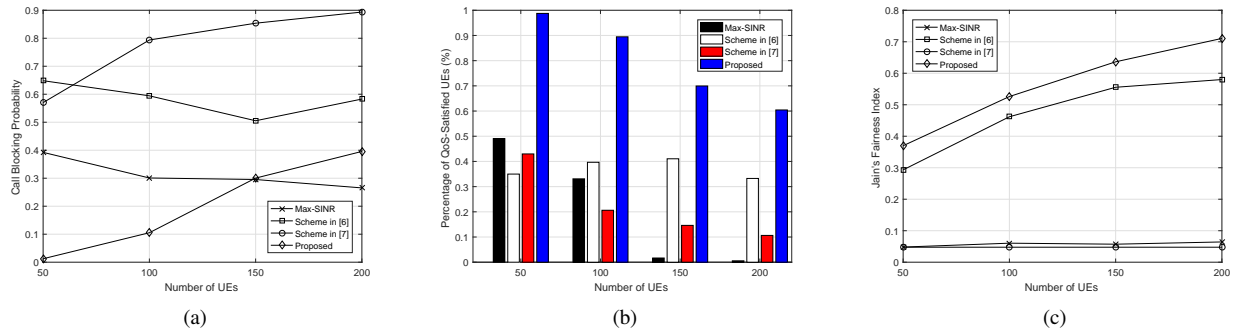 Call Blocking Probability
0.9
0.8
0.7
0.6
0.5
0.4
0.3
0.2
0.1
0
50
100
150
200
Number of UEs
Max-SINR
Scheme in [6]
Scheme in [7]
Proposed
(a)
Percentage of QoS-Satisfied UEs (%)
1
0.9
0.8
0.7
0.6
0.5
0.4
0.3
0.2
0.1
0
50
100
150
200
Number of UEs
Max-SINR
Scheme in [6]
Scheme in [7]
Proposed
(b)
Jain's Fairness Index
0.8
0.7
0.6
0.5
0.4
0.3
0.2
0.1
0
50
100
150
200
Number of UEs
Max-SINR
Scheme in [6]
Scheme in [7]
Proposed
(c)